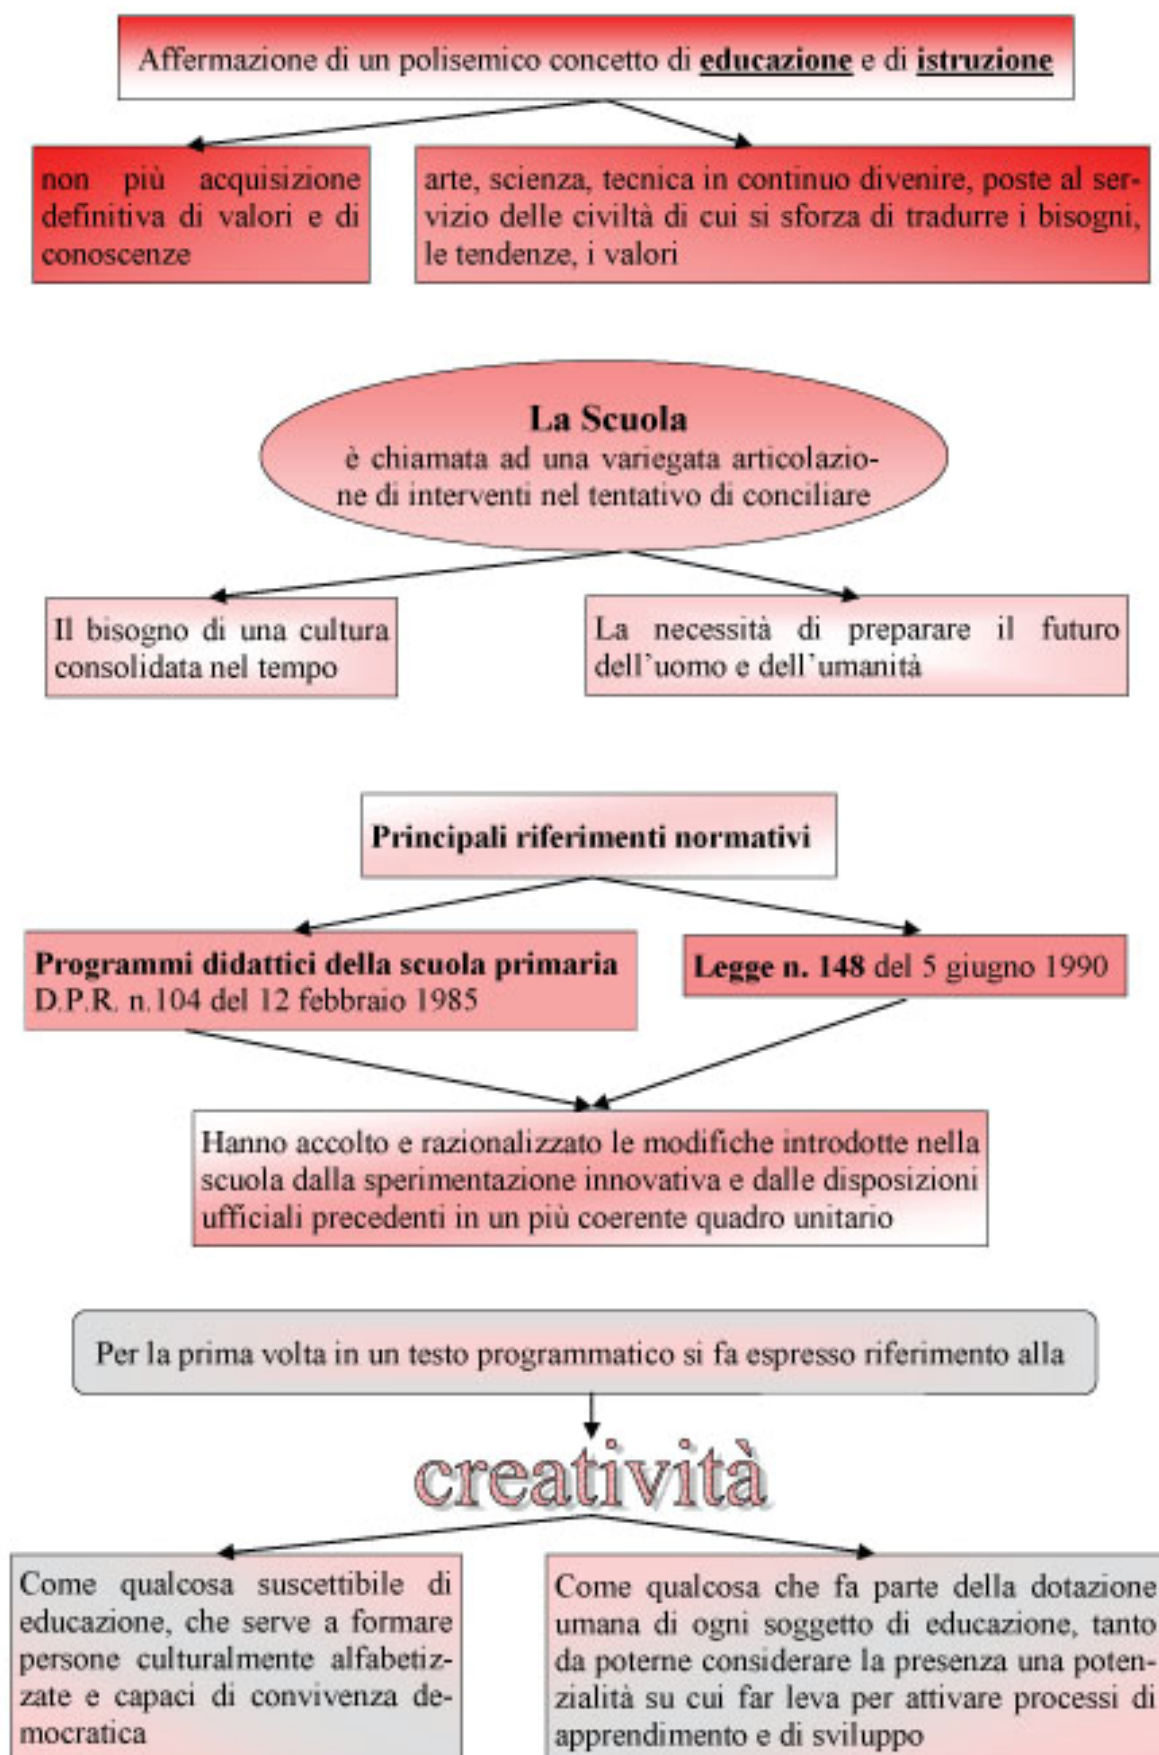 Affermazione di un polisemico concetto di educazione e di istruzione
non più acquisizione
definitiva di valori e di
conoscenze
arte, scienza, tecnica in continuo divenire, poste al ser-
vizio delle civiltà di cui si sforza di tradurre i bisogni,
le tendenze, i valori
La Scuola
è chiamata ad una variegata articolazio-
ne di interventi nel tentativo di conciliare
Il bisogno di una cultura
consolidata nel tempo
La necessità di preparare il futuro
dell'uomo e dell'umanità
Principali riferimenti normativi
Programmi didattici della scuola primaria
D.P.R. n.104 del 12 febbraio 1985
Legge n. 148 del 5 giugno 1990
Hanno accolto e razionalizzato le modifiche introdotte nella
scuola dalla sperimentazione innovativa e dalle disposizioni
ufficiali precedenti in un più coerente quadro unitario
Per la prima volta in un testo programmatico si fa espresso riferimento alla
creatività
Come qualcosa suscettibile di
educazione, che serve a formare
persone culturalmente alfabetiz-
zate e capaci di convivenza de-
mocratica
Come qualcosa che fa parte della dotazione
umana di ogni soggetto di educazione, tanto
da poterne considerare la presenza una poten-
zialità su cui far leva per attivare processi di
apprendimento e di sviluppo